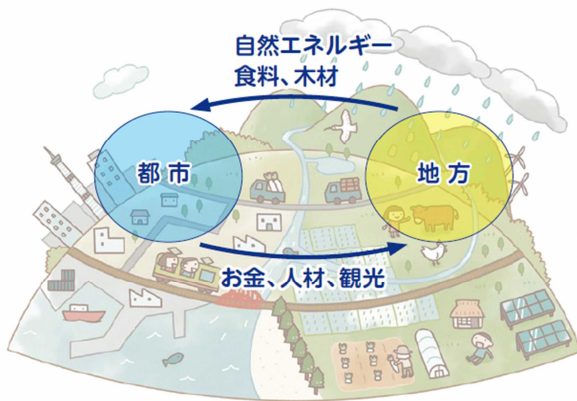 自然エネルギー
食料、木材
都市
地方
お金、人材、観光